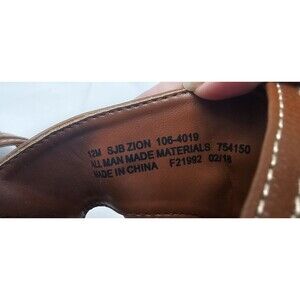 12M SJB ZION 106-4019
ALL MAN MADE MATERIALS 754150
MADE IN CHINA F21992 02/18